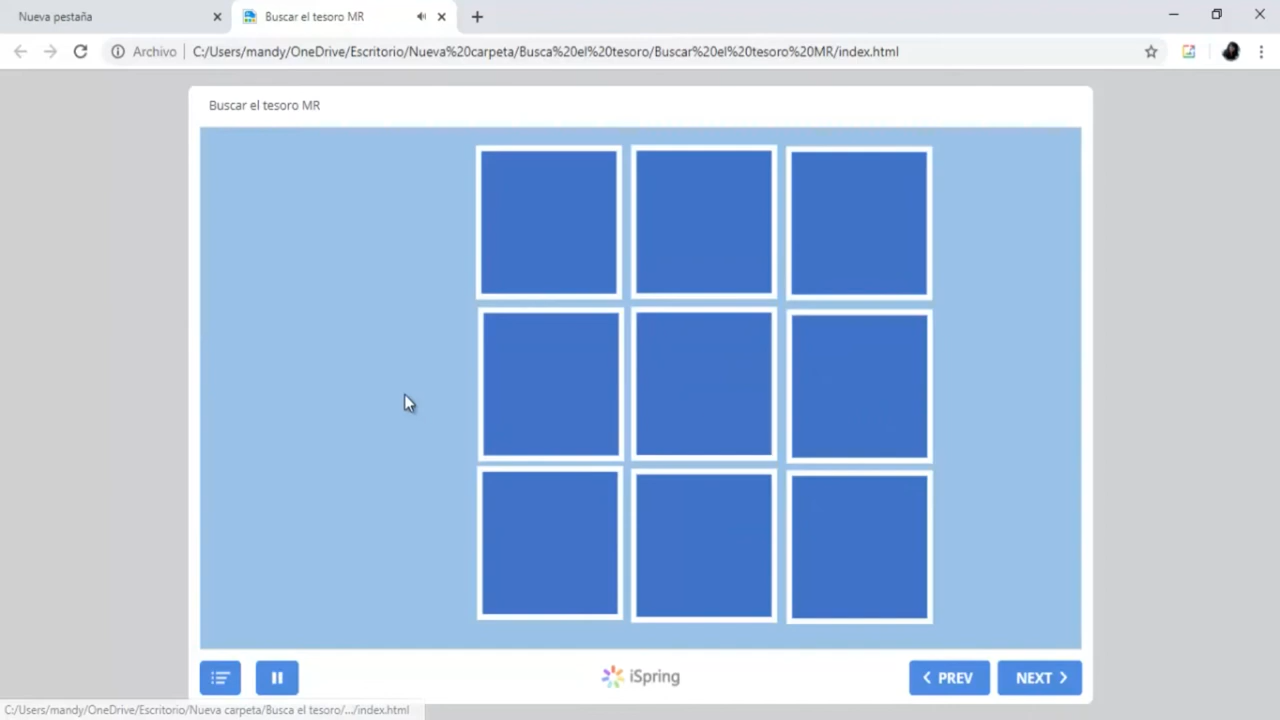 Nueva pestaña
Buscar el tesoro MR
Archivo
C:/Users/mandy/OneDrive/Escritorio/Nueva%20carpeta/Busca%20el%20tesoro/Buscar%20el%20tesoro%20MR/index.html
Buscar el tesoro MR
iSpring
PREV
NEXT
C:/Users/mandy/OneDrive/Escritorio/Nueva carpeta/Busca el tesoro/.../index.html